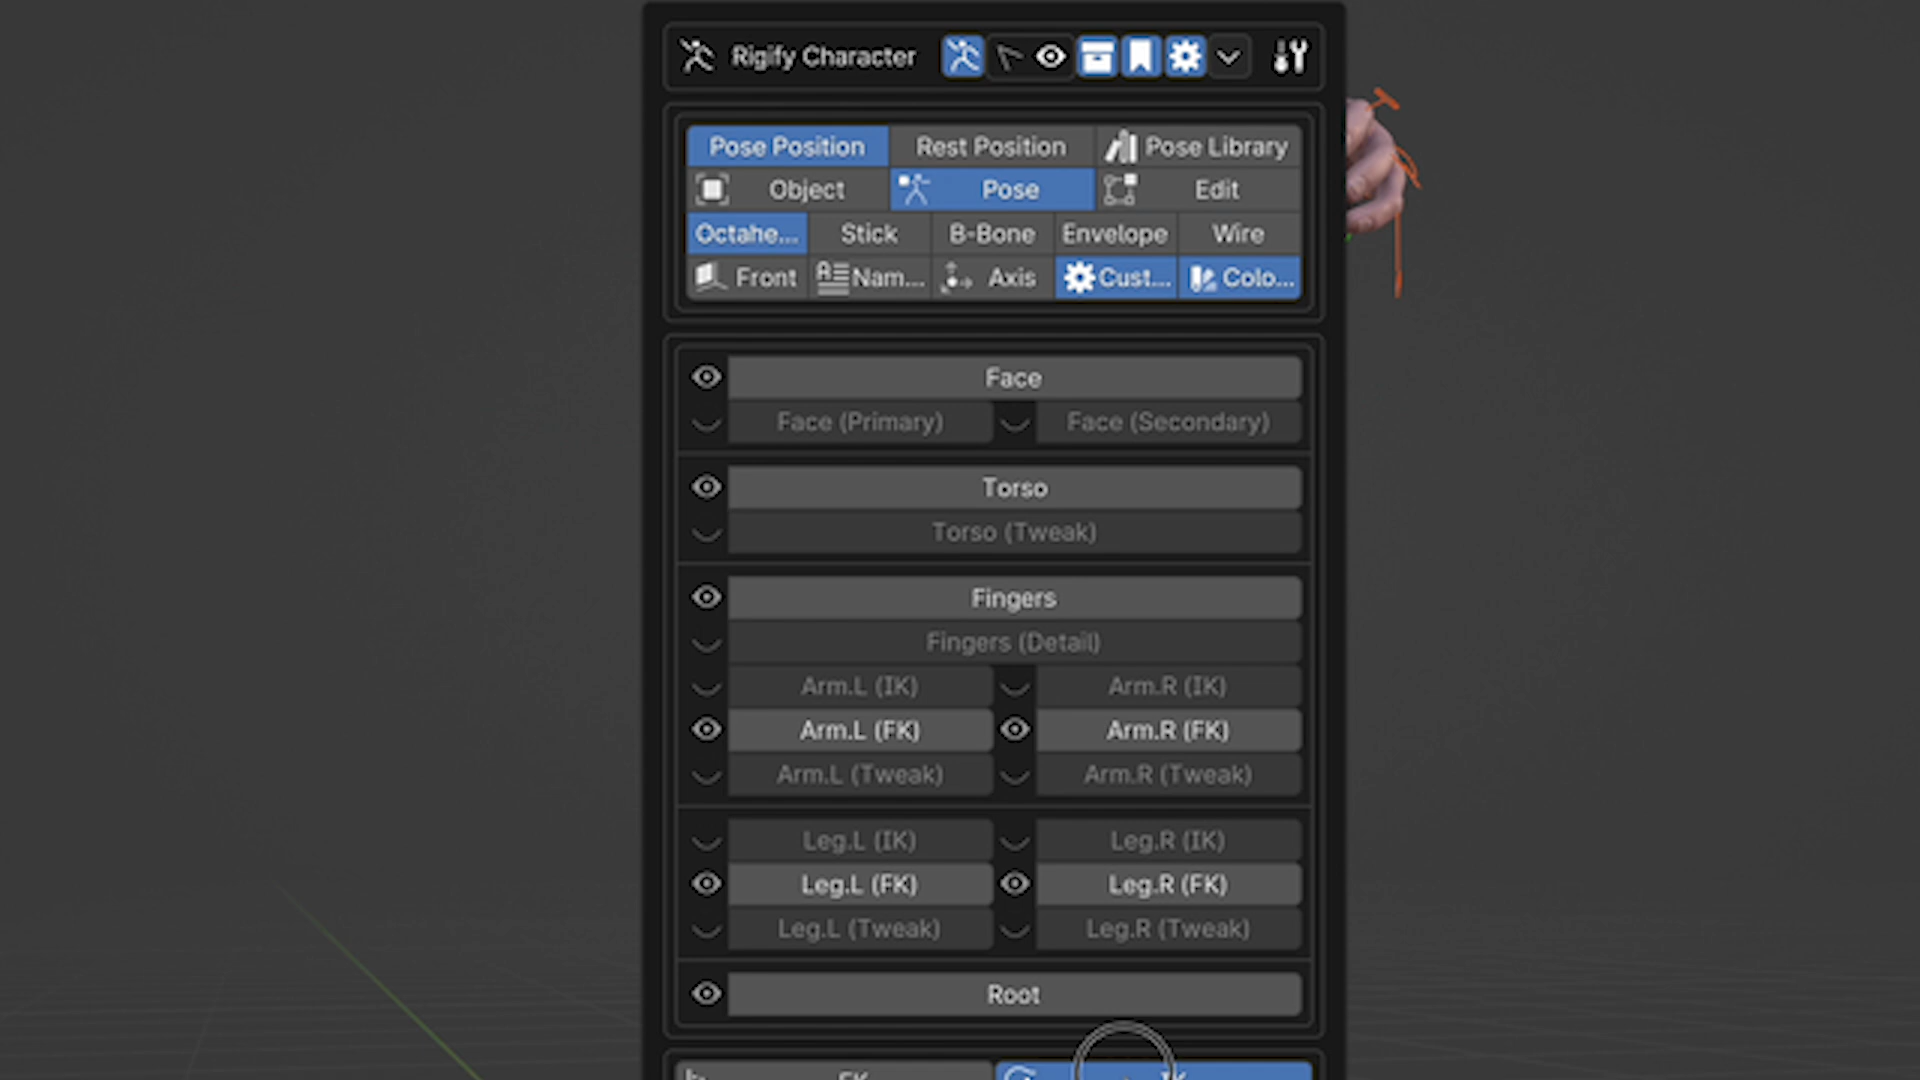 Rigify Character
Pose Position Rest Position Pose Library
Object Pose Edit
Octahe... Stick B-Bone Envelope Wire
Front Nam... Axis Cust... Colo...
Face
Face (Primary) Face (Secondary)
Torso
Torso (Tweak)
Fingers
Fingers (Detail)
Arm.L (IK) Arm.R (IK)
Arm.L (FK) Arm.R (FK)
Arm.L (Tweak) Arm.R (Tweak)
Leg.L (IK) Leg.R (IK)
Leg.L (FK) Leg.R (FK)
Leg.L (Tweak) Leg.R (Tweak)
Root